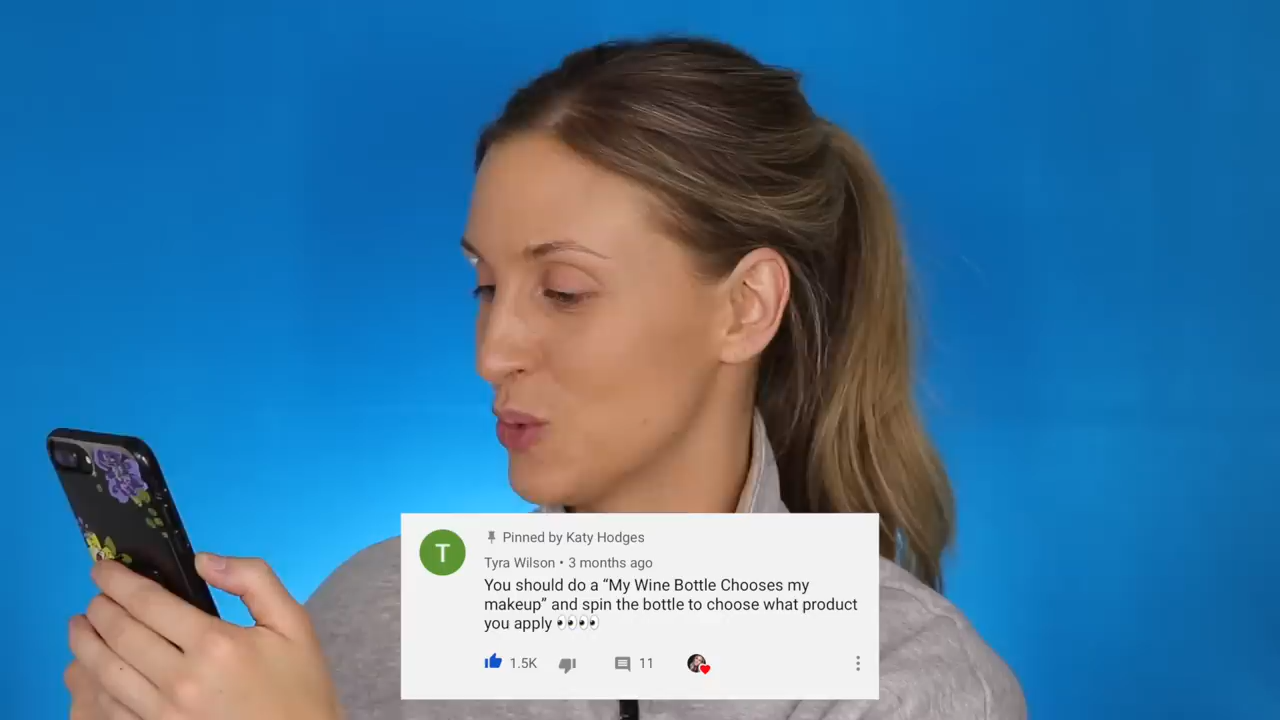 T
Pinned by Katy Hodges
Tyra Wilson • 3 months ago
You should do a “My Wine Bottle Chooses my
makeup” and spin the bottle to choose what product
you apply 👀👀
1.5K 11